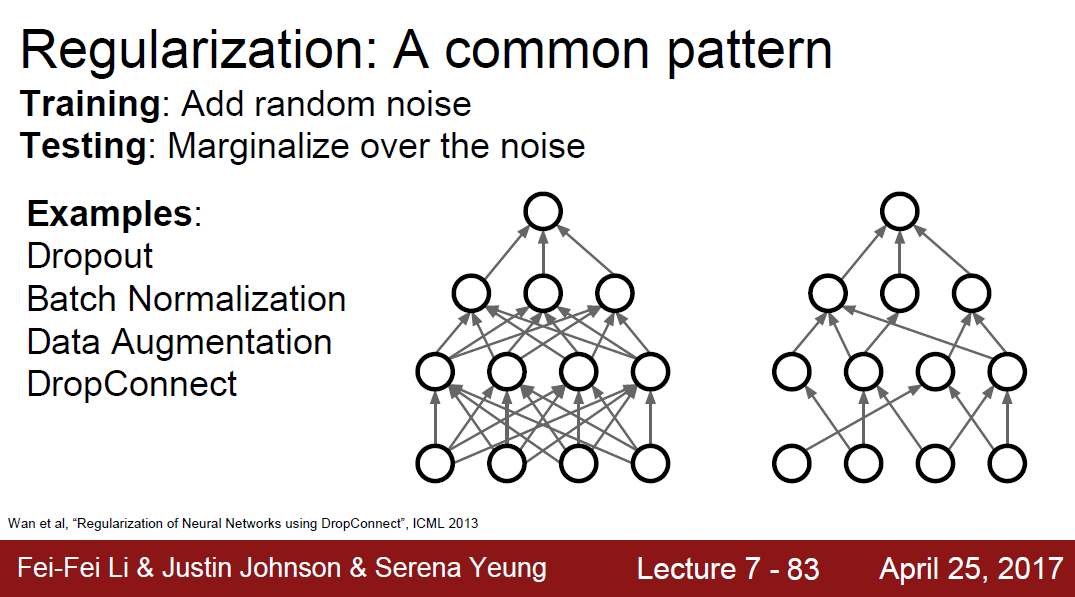 Regularization: A common pattern
Training: Add random noise
Testing: Marginalize over the noise
Examples:
Dropout
Batch Normalization
Data Augmentation
DropConnect
Wan et al, “Regularization of Neural Networks using DropConnect”, ICML 2013
Fei-Fei Li & Justin Johnson & Serena Yeung
Lecture 7 - 83
April 25, 2017